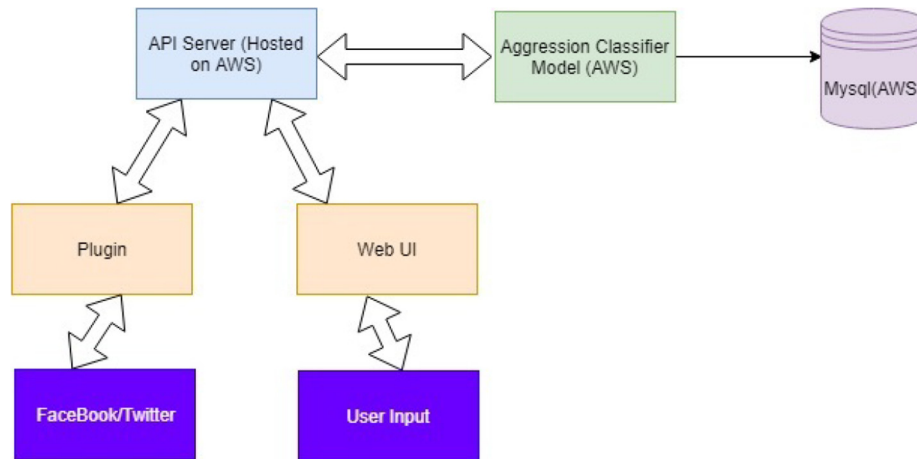 API Server (Hosted
on AWS)
Aggression Classifier
Model (AWS)
Mysql(AWS
Plugin
Web UI
FaceBook/Twitter
User Input